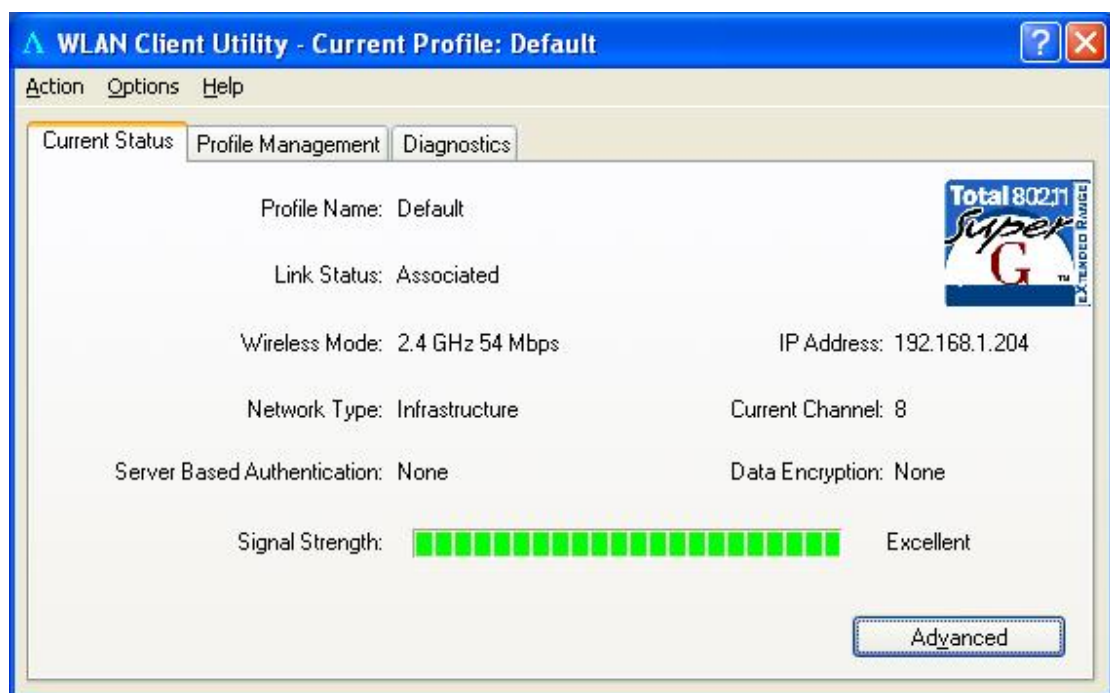 WLAN Client Utility - Current Profile: Default
Action Options Help
Current Status Profile Management Diagnostics
Total 802.11
Super
G
TM
EXTENDED RANGE
Profile Name: Default
Link Status: Associated
Wireless Mode: 2.4 GHz 54 Mbps IP Address: 192.168.1.204
Network Type: Infrastructure Current Channel: 8
Server Based Authentication: None Data Encryption: None
Signal Strength: Excellent
Advanced